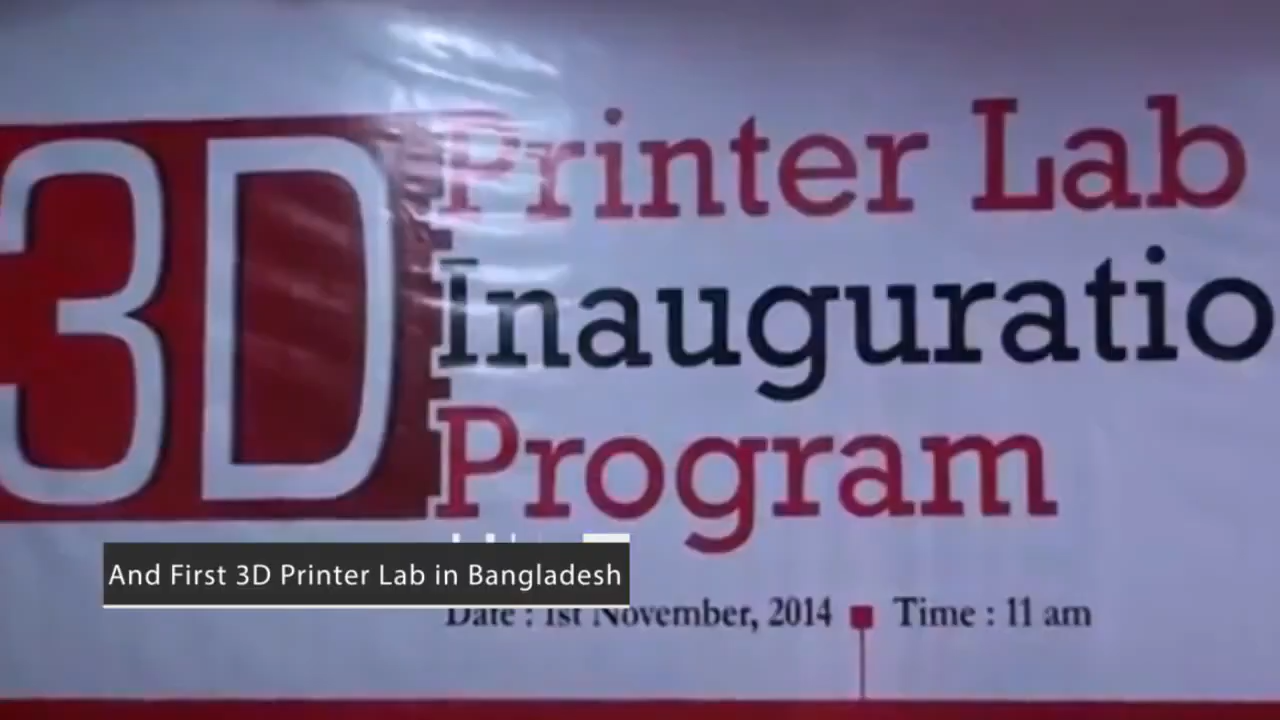 3D
Printer Lab
Inauguratio
Program
And First 3D Printer Lab in Bangladesh
Date : 1st November, 2014 Time : 11 am